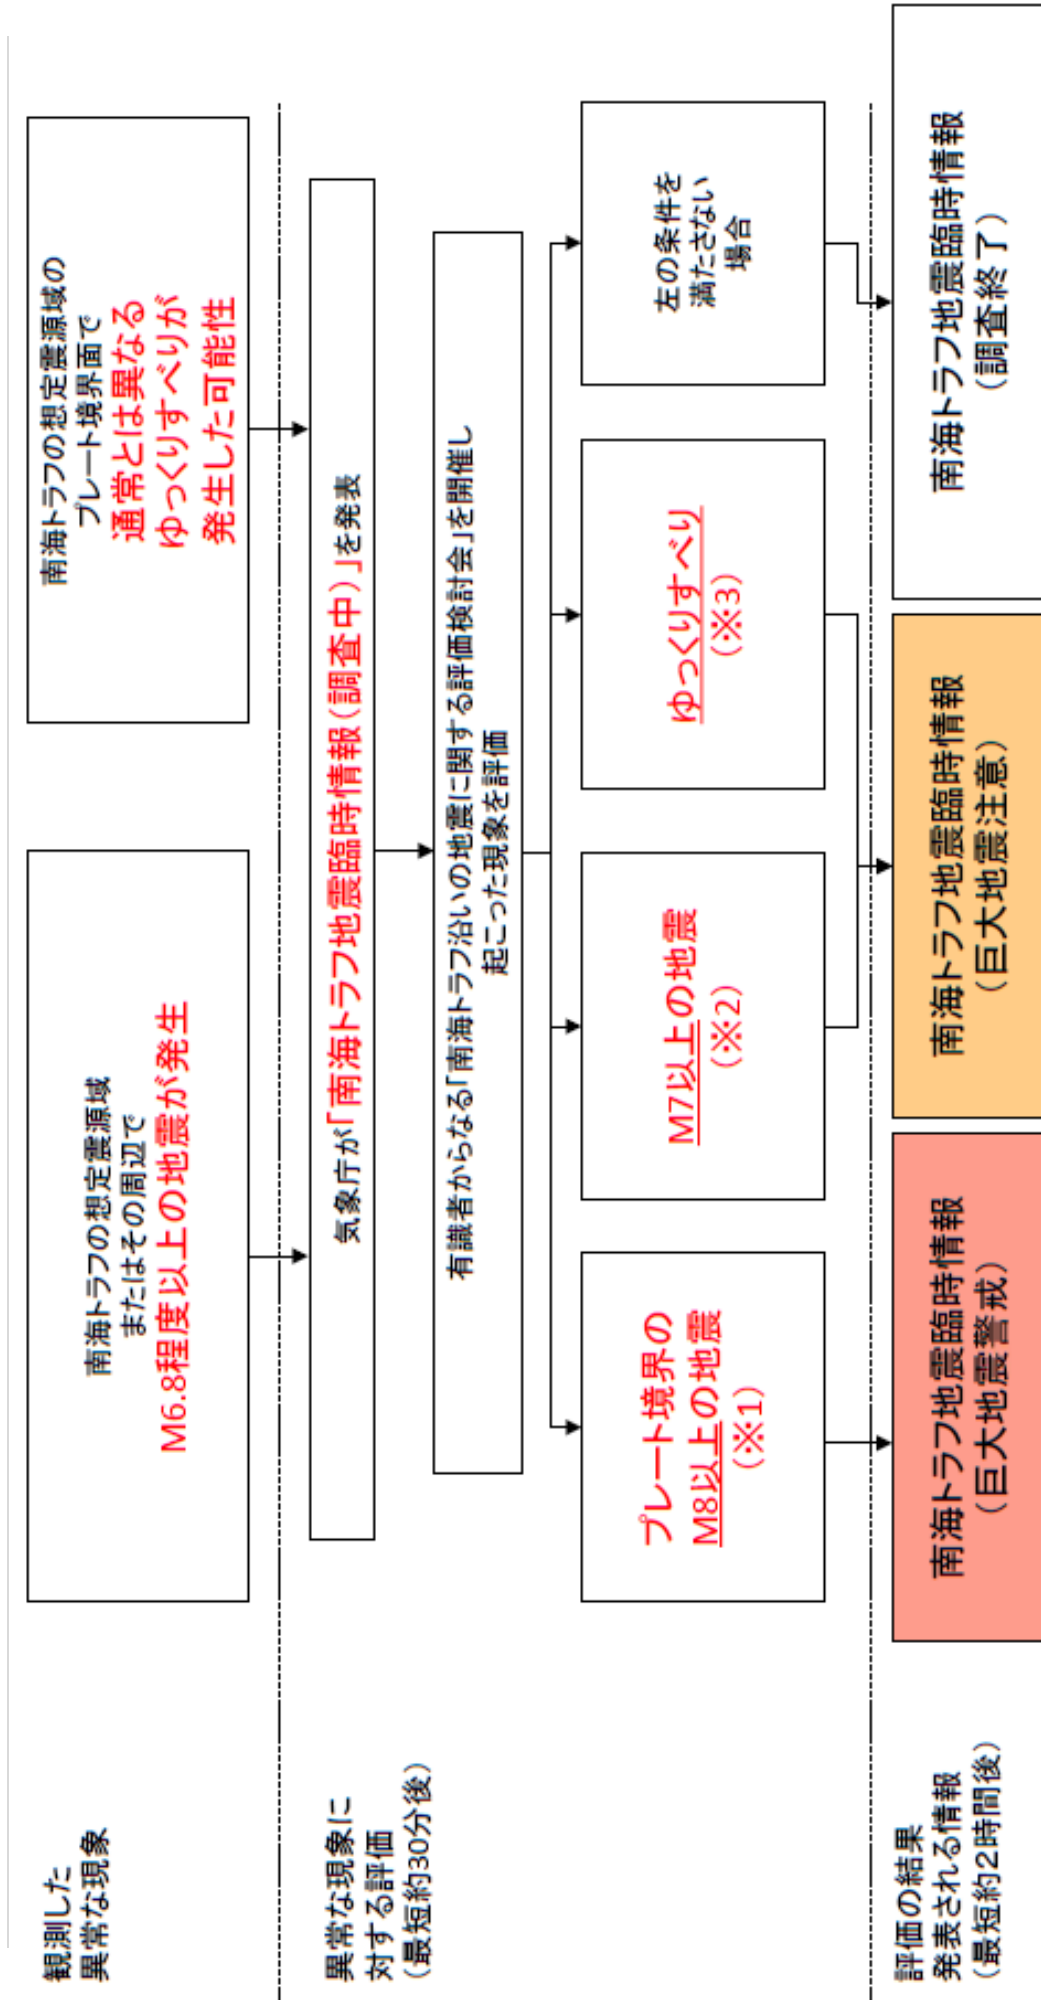 観測した
異常な現象
南海トラフの想定震源域
またはその周辺で
M6.8程度以上の地震が発生
南海トラフの想定震源域の
プレート境界面で
通常とは異なる
ゆっくりすべりが
発生した可能性
異常な現象に
対する評価
（最短約30分後）
気象庁が「南海トラフ地震臨時情報（調査中）」を発表
有識者からなる「南海トラフ沿いの地震に関する評価検討会」を開催し
起こった現象を評価
プレート境界の
M8以上の地震
（※1）
M7以上の地震
（※2）
ゆっくりすべり
（※3）
左の条件を
満たさない
場合
評価の結果
発表される情報
（最短約2時間後）
南海トラフ地震臨時情報
（巨大地震警戒）
南海トラフ地震臨時情報
（巨大地震注意）
南海トラフ地震臨時情報
（調査終了）